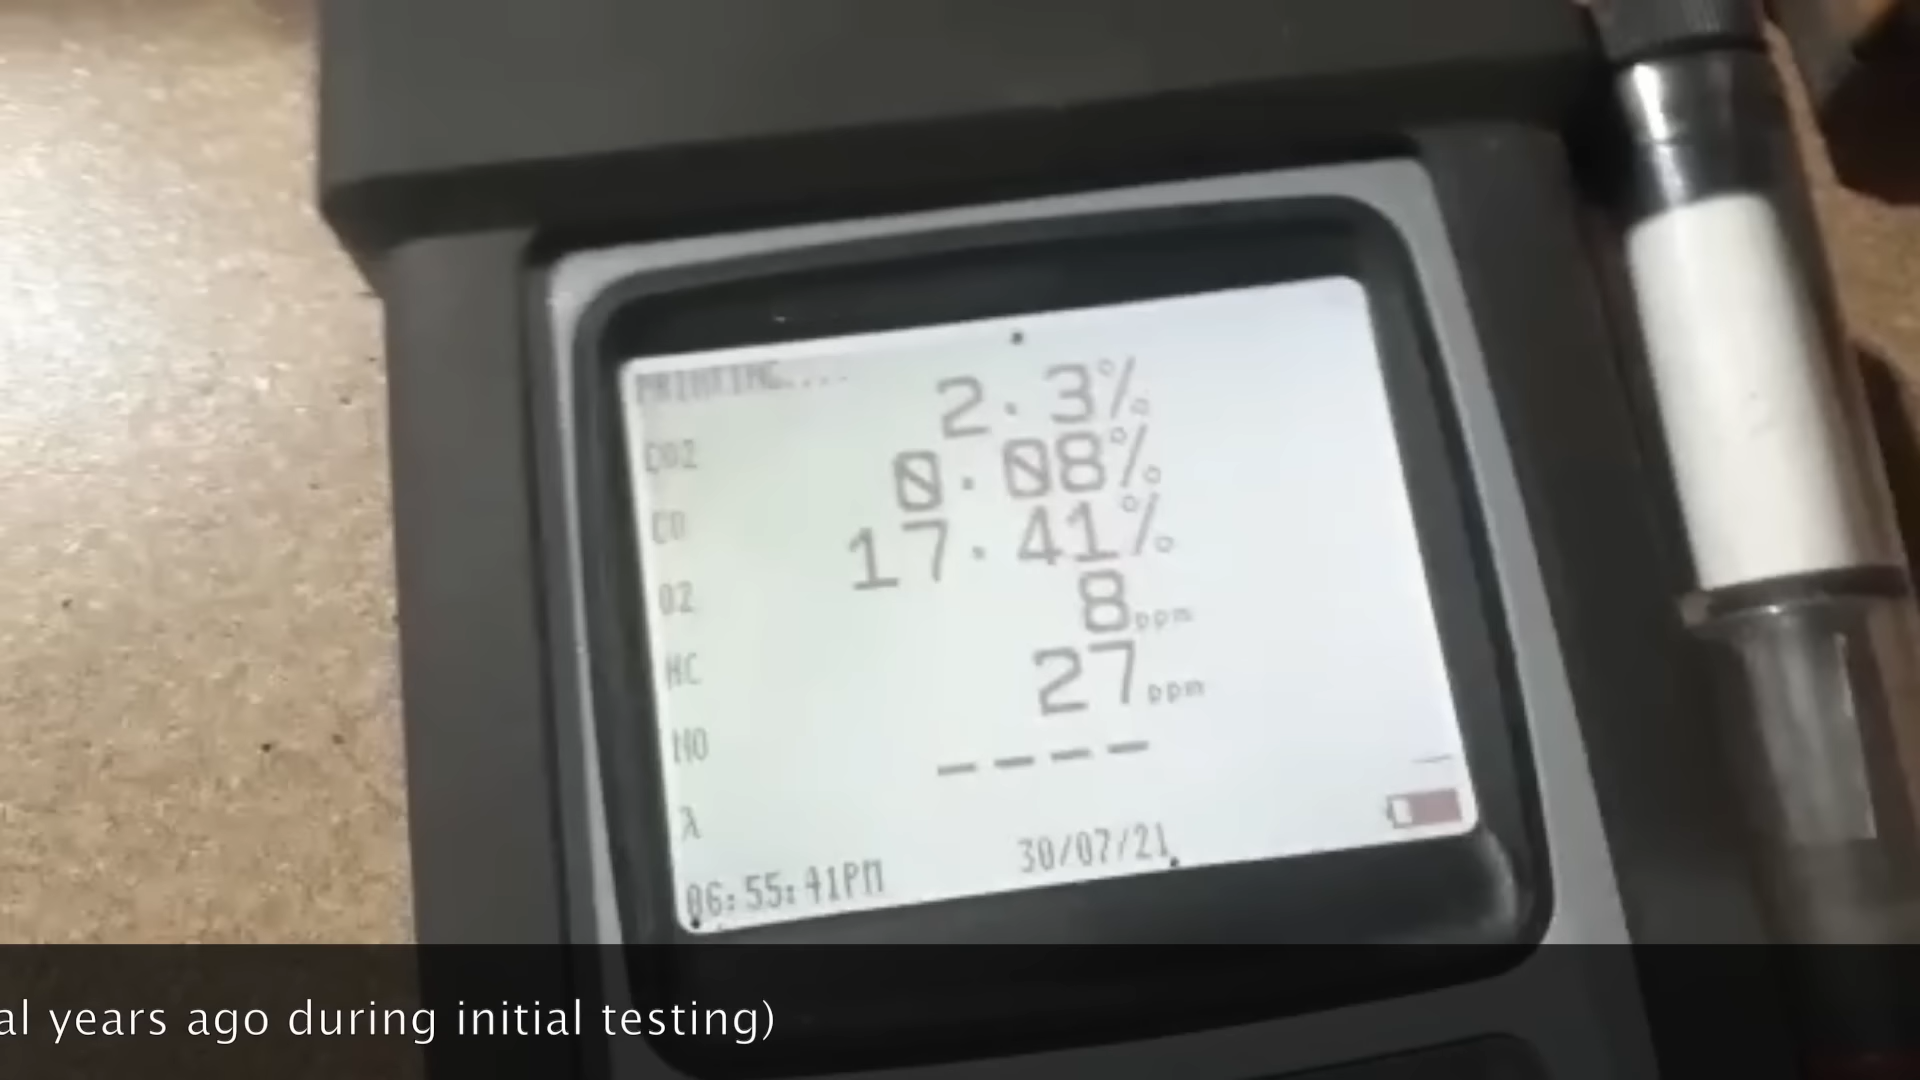 PRINTING....
CO2 2.3%
CO 0.08%
O2 17.41%
HC 8ppm
NO 27ppm
λ ----
06:55:41PM 30/07/21
al years ago during initial testing)